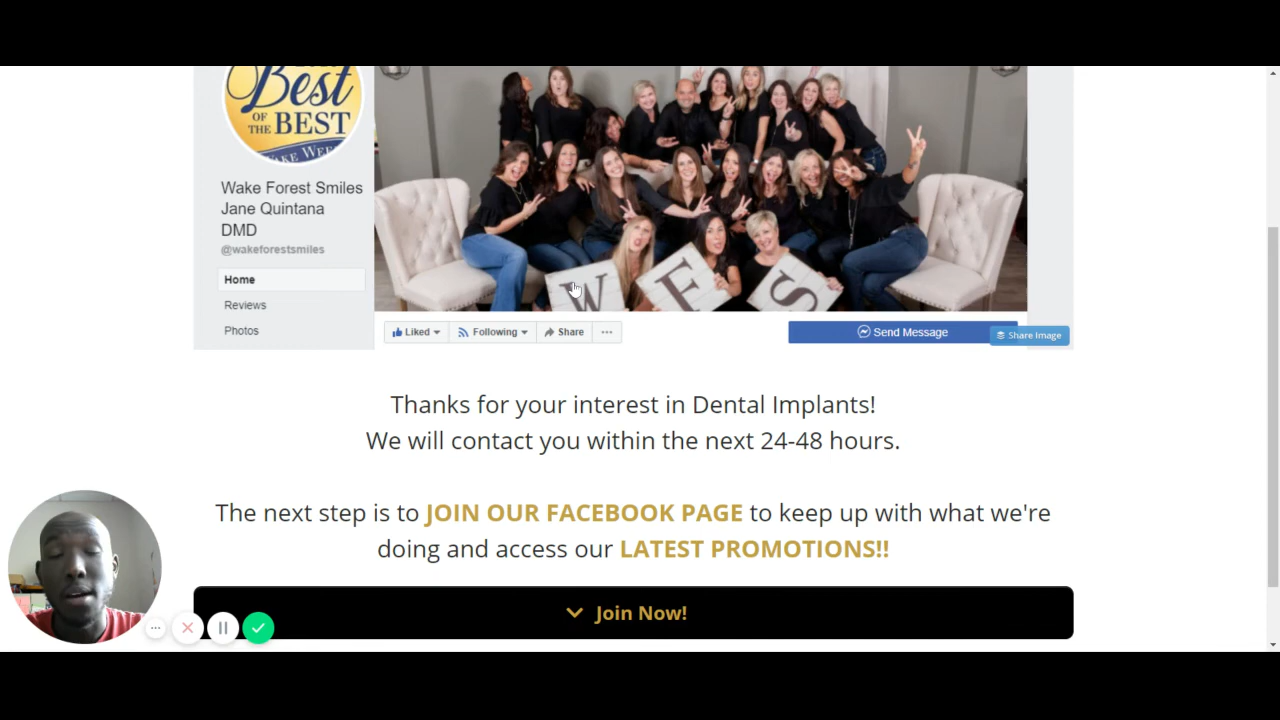 Best
OF
THE BEST
WAKE WEE
Wake Forest Smiles
Jane Quintana
DMD
@wakeforestsmiles
Home
Reviews
Photos
W F S
Liked
Following
Share
...
Send Message
Share Image
Thanks for your interest in Dental Implants!
We will contact you within the next 24-48 hours.
The next step is to JOIN OUR FACEBOOK PAGE to keep up with what we're
doing and access our LATEST PROMOTIONS!!
Join Now!